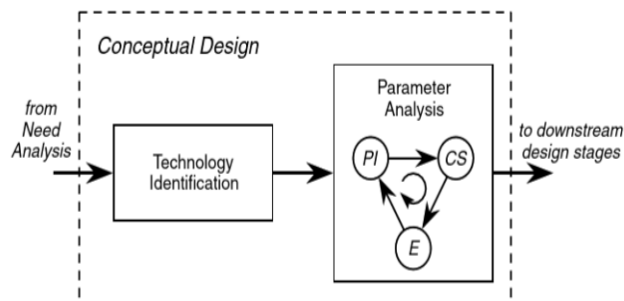 Conceptual Design
from
Need
Analysis
Technology
Identification
Parameter
Analysis
PI
CS
E
to downstream
design stages